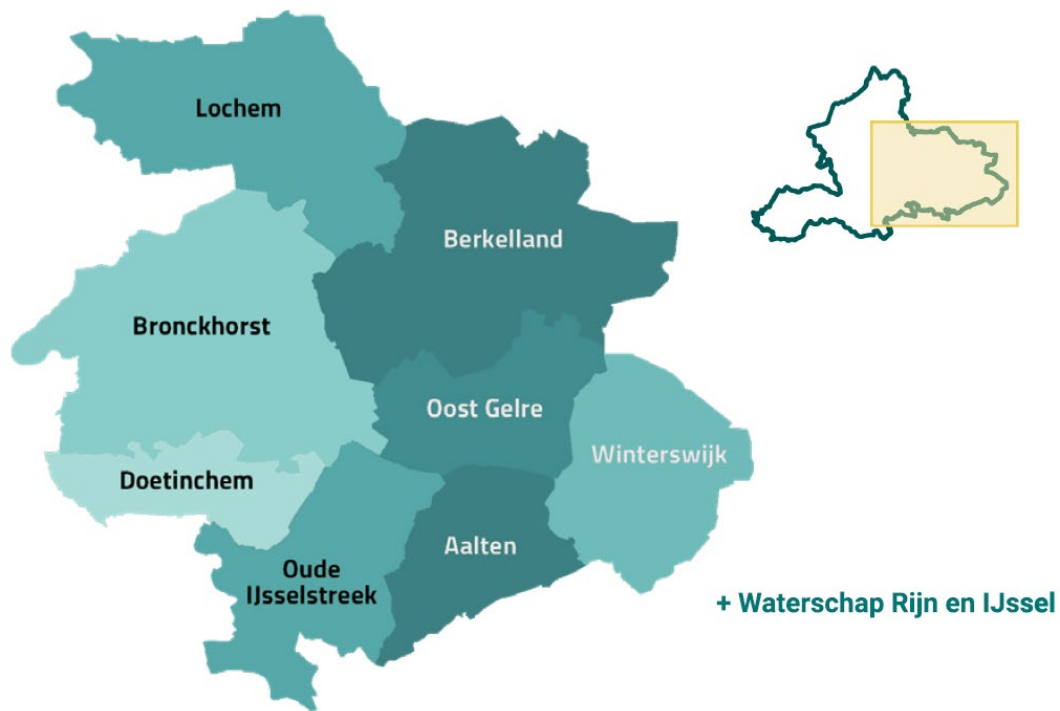 Lochem
Berkelland
Bronckhorst
Oost Gelre
Winterswijk
Doetinchem
Aalten
Oude
IJsselstreek
+ Waterschap Rijn en IJssel